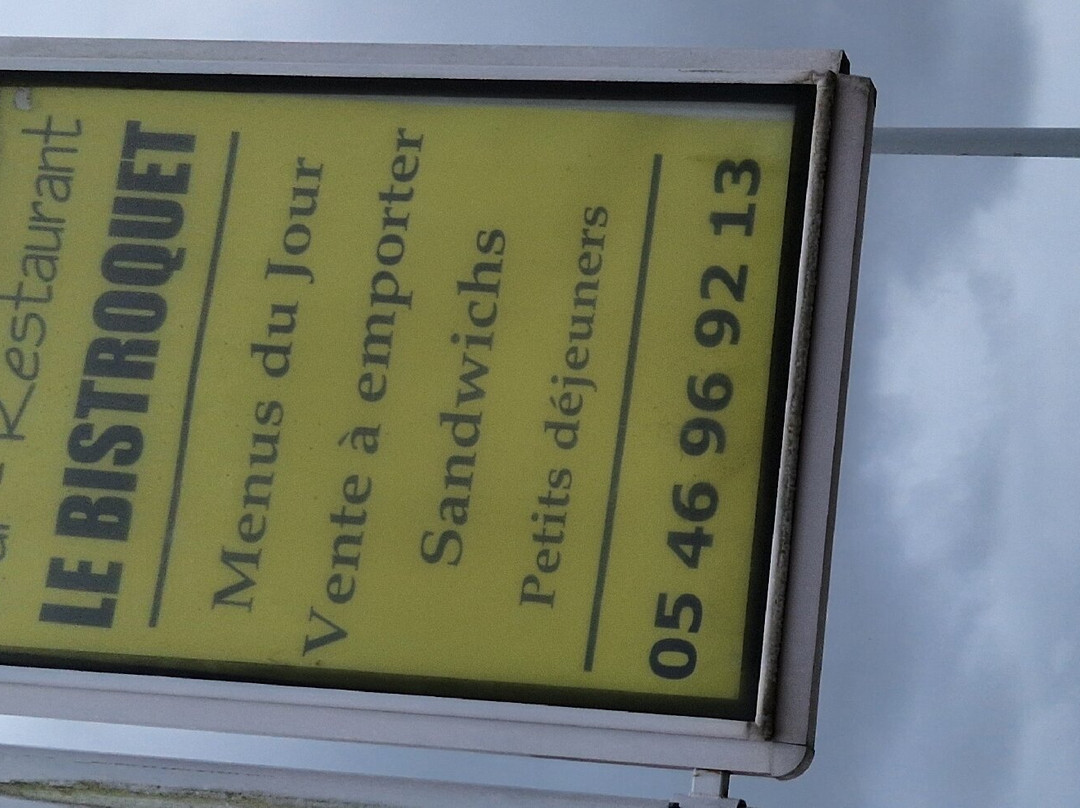 Restaurant
LE BISTROQUET
Menus du Jour
Vente à emporter
Sandwichs
Petits déjeuners
05 46 96 92 13